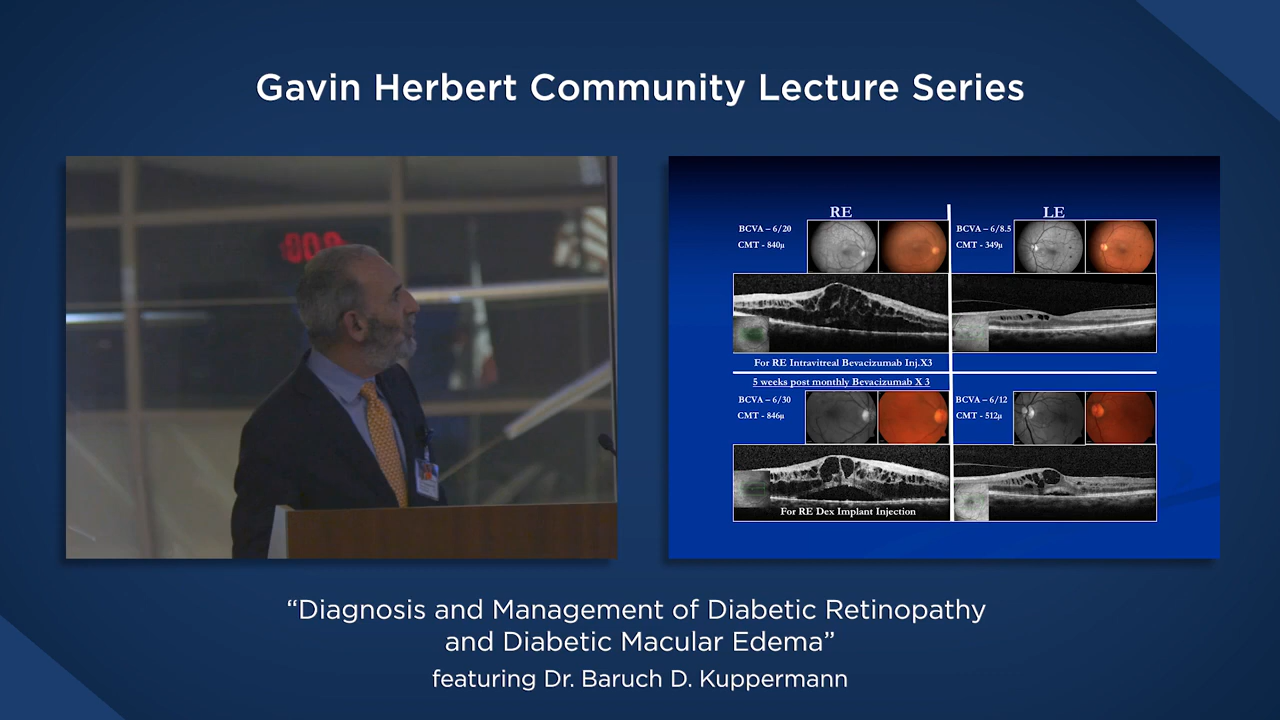 Gavin Herbert Community Lecture Series
RE
LE
BCVA – 6/20
CMT - 840µ
BCVA – 6/8.5
CMT - 349µ
For RE Intravitreal Bevacizumab Inj.X3
5 weeks post monthly Bevacizumab X 3
BCVA – 6/30
CMT - 846µ
BCVA – 6/12
CMT - 512µ
For RE Dex Implant Injection
“Diagnosis and Management of Diabetic Retinopathy
and Diabetic Macular Edema”
featuring Dr. Baruch D. Kuppermann